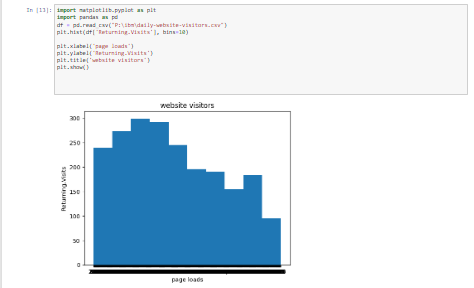 In [13]:
import matplotlib.pyplot as plt
import pandas as pd
df = pd.read_csv("F:\ibm\daily-website-visitors.csv")
plt.hist(df['Returning.Visits'], bins=10)
plt.xlabel('page loads')
plt.ylabel('Returning.Visits')
plt.title('website visitors')
plt.show()
website visitors
300
250
200
150
100
50
0
Returning.Visits
page loads